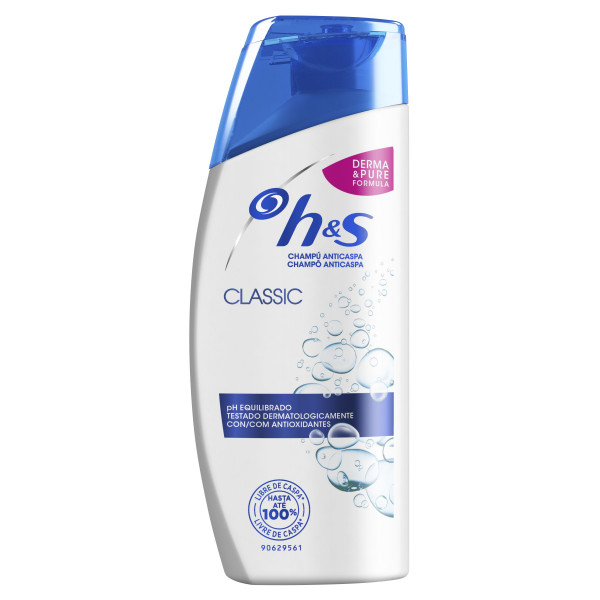 DERMA
&PURE
FORMULA
h&s
CHAMPÚ ANTICASPA
CHAMPÔ ANTICASPA
CLASSIC
pH EQUILIBRADO
TESTADO DERMATOLOGICAMENTE
CON/COM ANTIOXIDANTES
LIBRE DE CASPA*
HASTA
ATÉ
100%
LIVRE DE CASPA*
90629561